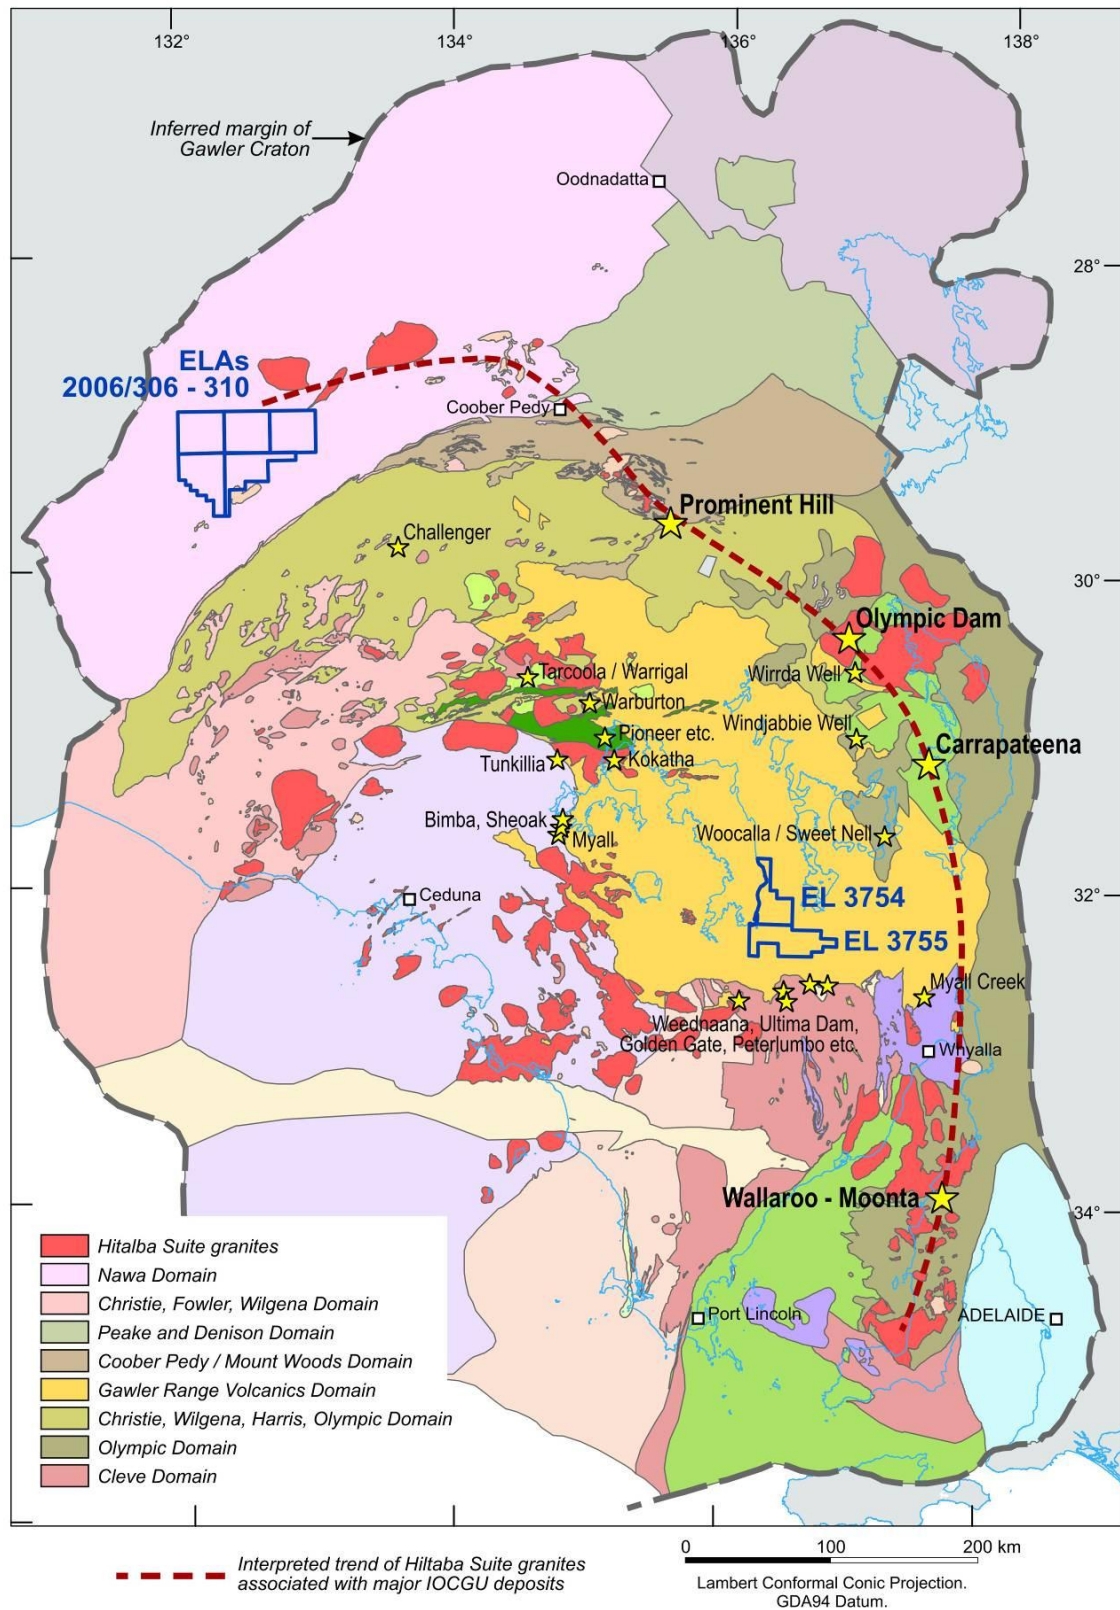 132°
134°
136°
138°
Inferred margin of
Gawler Craton
Oodnadatta
28°
ELAs
2006/306 - 310
Coober Pedy
Prominent Hill
Challenger
30°
Olympic Dam
Tarcoola / Warrigal
Wirrda Well
Warburton
Windjabbie Well
Pioneer etc.
Carrapateena
Tunkillia
Kokatha
Bimba, Sheoak
Myall
Woocalla / Sweet Nell
Ceduna
32°
EL 3754
EL 3755
Myall Creek
Weednaana, Ultima Dam,
Golden Gate, Peterlumbo etc.
Whyalla
Wallaroo - Moonta
34°
Port Lincoln
ADELAIDE
Hitalba Suite granites
Nawa Domain
Christie, Fowler, Wilgena Domain
Peake and Denison Domain
Coober Pedy / Mount Woods Domain
Gawler Range Volcanics Domain
Christie, Wilgena, Harris, Olympic Domain
Olympic Domain
Cleve Domain
Interpreted trend of Hiltaba Suite granites
associated with major IOCGU deposits
0 100 200 km
Lambert Conformal Conic Projection.
GDA94 Datum.